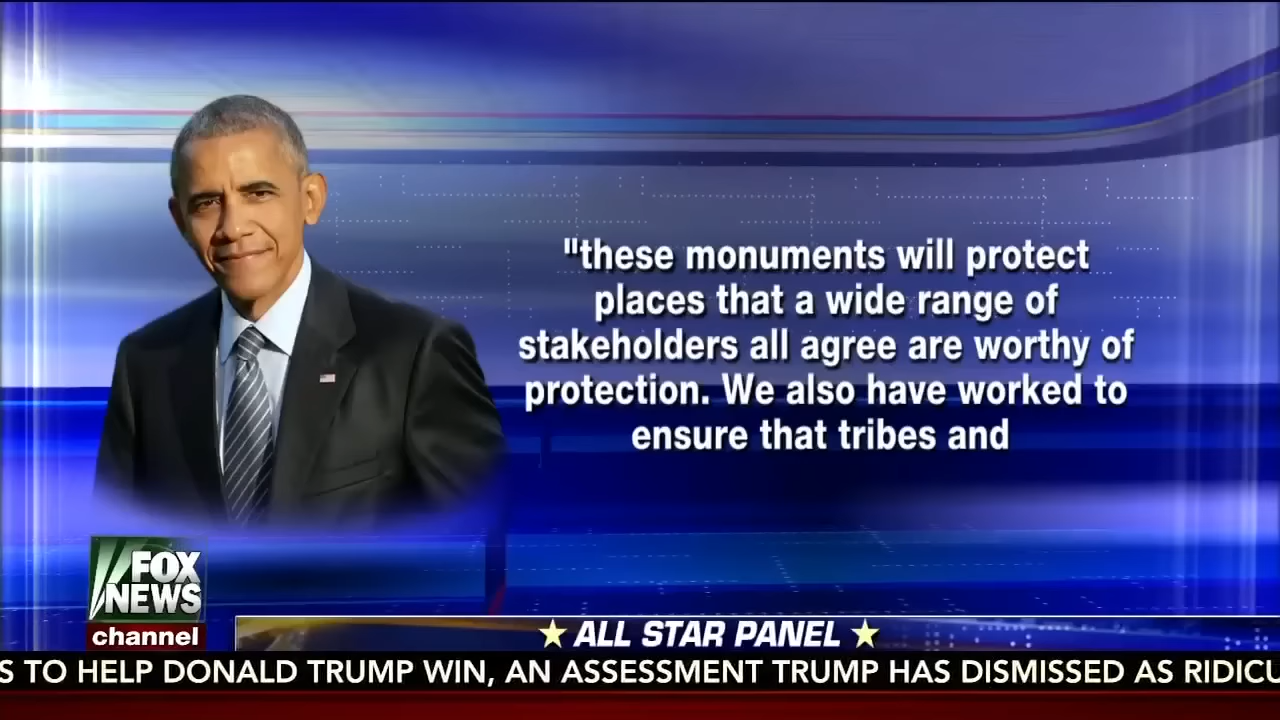 "these monuments will protect
places that a wide range of
stakeholders all agree are worthy of
protection. We also have worked to
ensure that tribes and
FOX
NEWS
channel
ALL STAR PANEL
S TO HELP DONALD TRUMP WIN, AN ASSESSMENT TRUMP HAS DISMISSED AS RIDICU